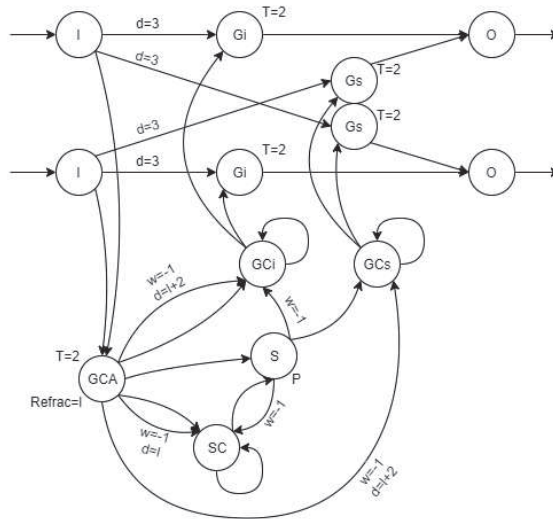 T=2
I
d=3
Gi
O
d=3
Gs
T=2
d=3
Gs
T=2
T=2
I
d=3
Gi
O
GCi
GCs
w=-1
d=l+2
w=-1
T=2
GCA
S
P
Refrac=l
w=-1
w=-1
d=l
SC
w=-1
d=l+2